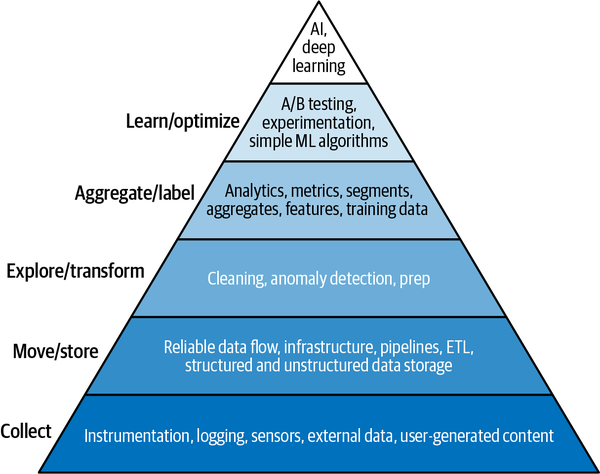 AI,
deep
learning
Learn/optimize
A/B testing,
experimentation,
simple ML algorithms
Aggregate/label
Analytics, metrics, segments,
aggregates, features, training data
Explore/transform
Cleaning, anomaly detection, prep
Move/store
Reliable data flow, infrastructure, pipelines, ETL,
structured and unstructured data storage
Collect
Instrumentation, logging, sensors, external data, user-generated content